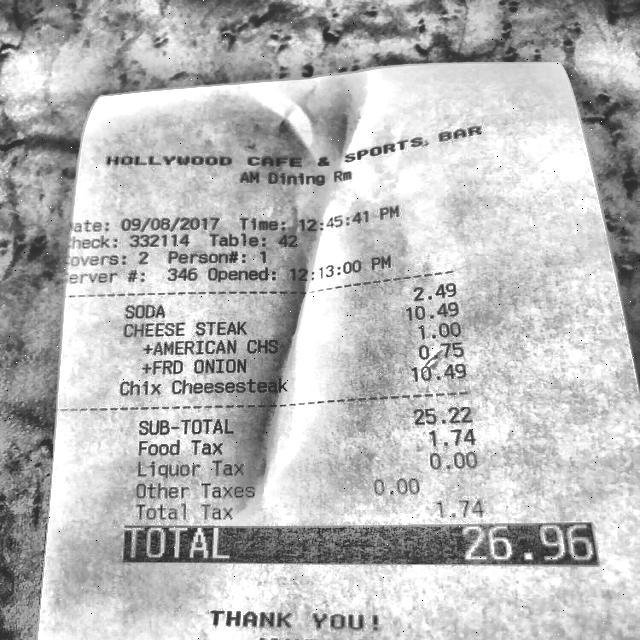 HOLLYWOOD CAFE & SPORTS BAR
AM Dining Rm
ate: 09/08/2017 Time: 12:45:41 PM
heck: 332114 Table: 42
overs: 2 Person#: 1
erver #: 346 Opened: 12:13:00 PM
SODA 2.49
CHEESE STEAK 10.49
+AMERICAN CHS 1.00
+FRD ONION 0.75
Chix Cheesesteak 10.49
SUB-TOTAL 25.22
Food Tax 1.74
Liquor Tax 0.00
Other Taxes 0.00
Total Tax 1.74
TOTAL 26.96
THANK YOU!